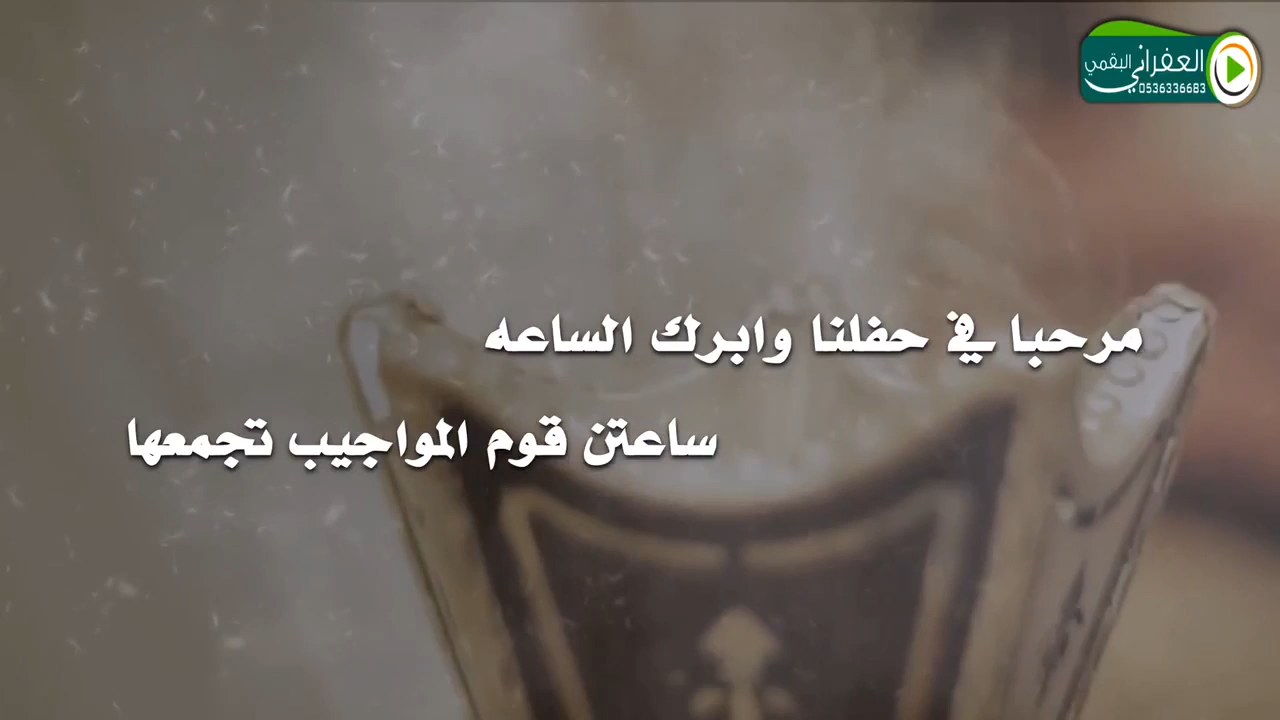 العفراني البقمي
0536336683
مرحبا في حفلنا وابرك الساعه
ساعتن قوم المواجيب تجمعها